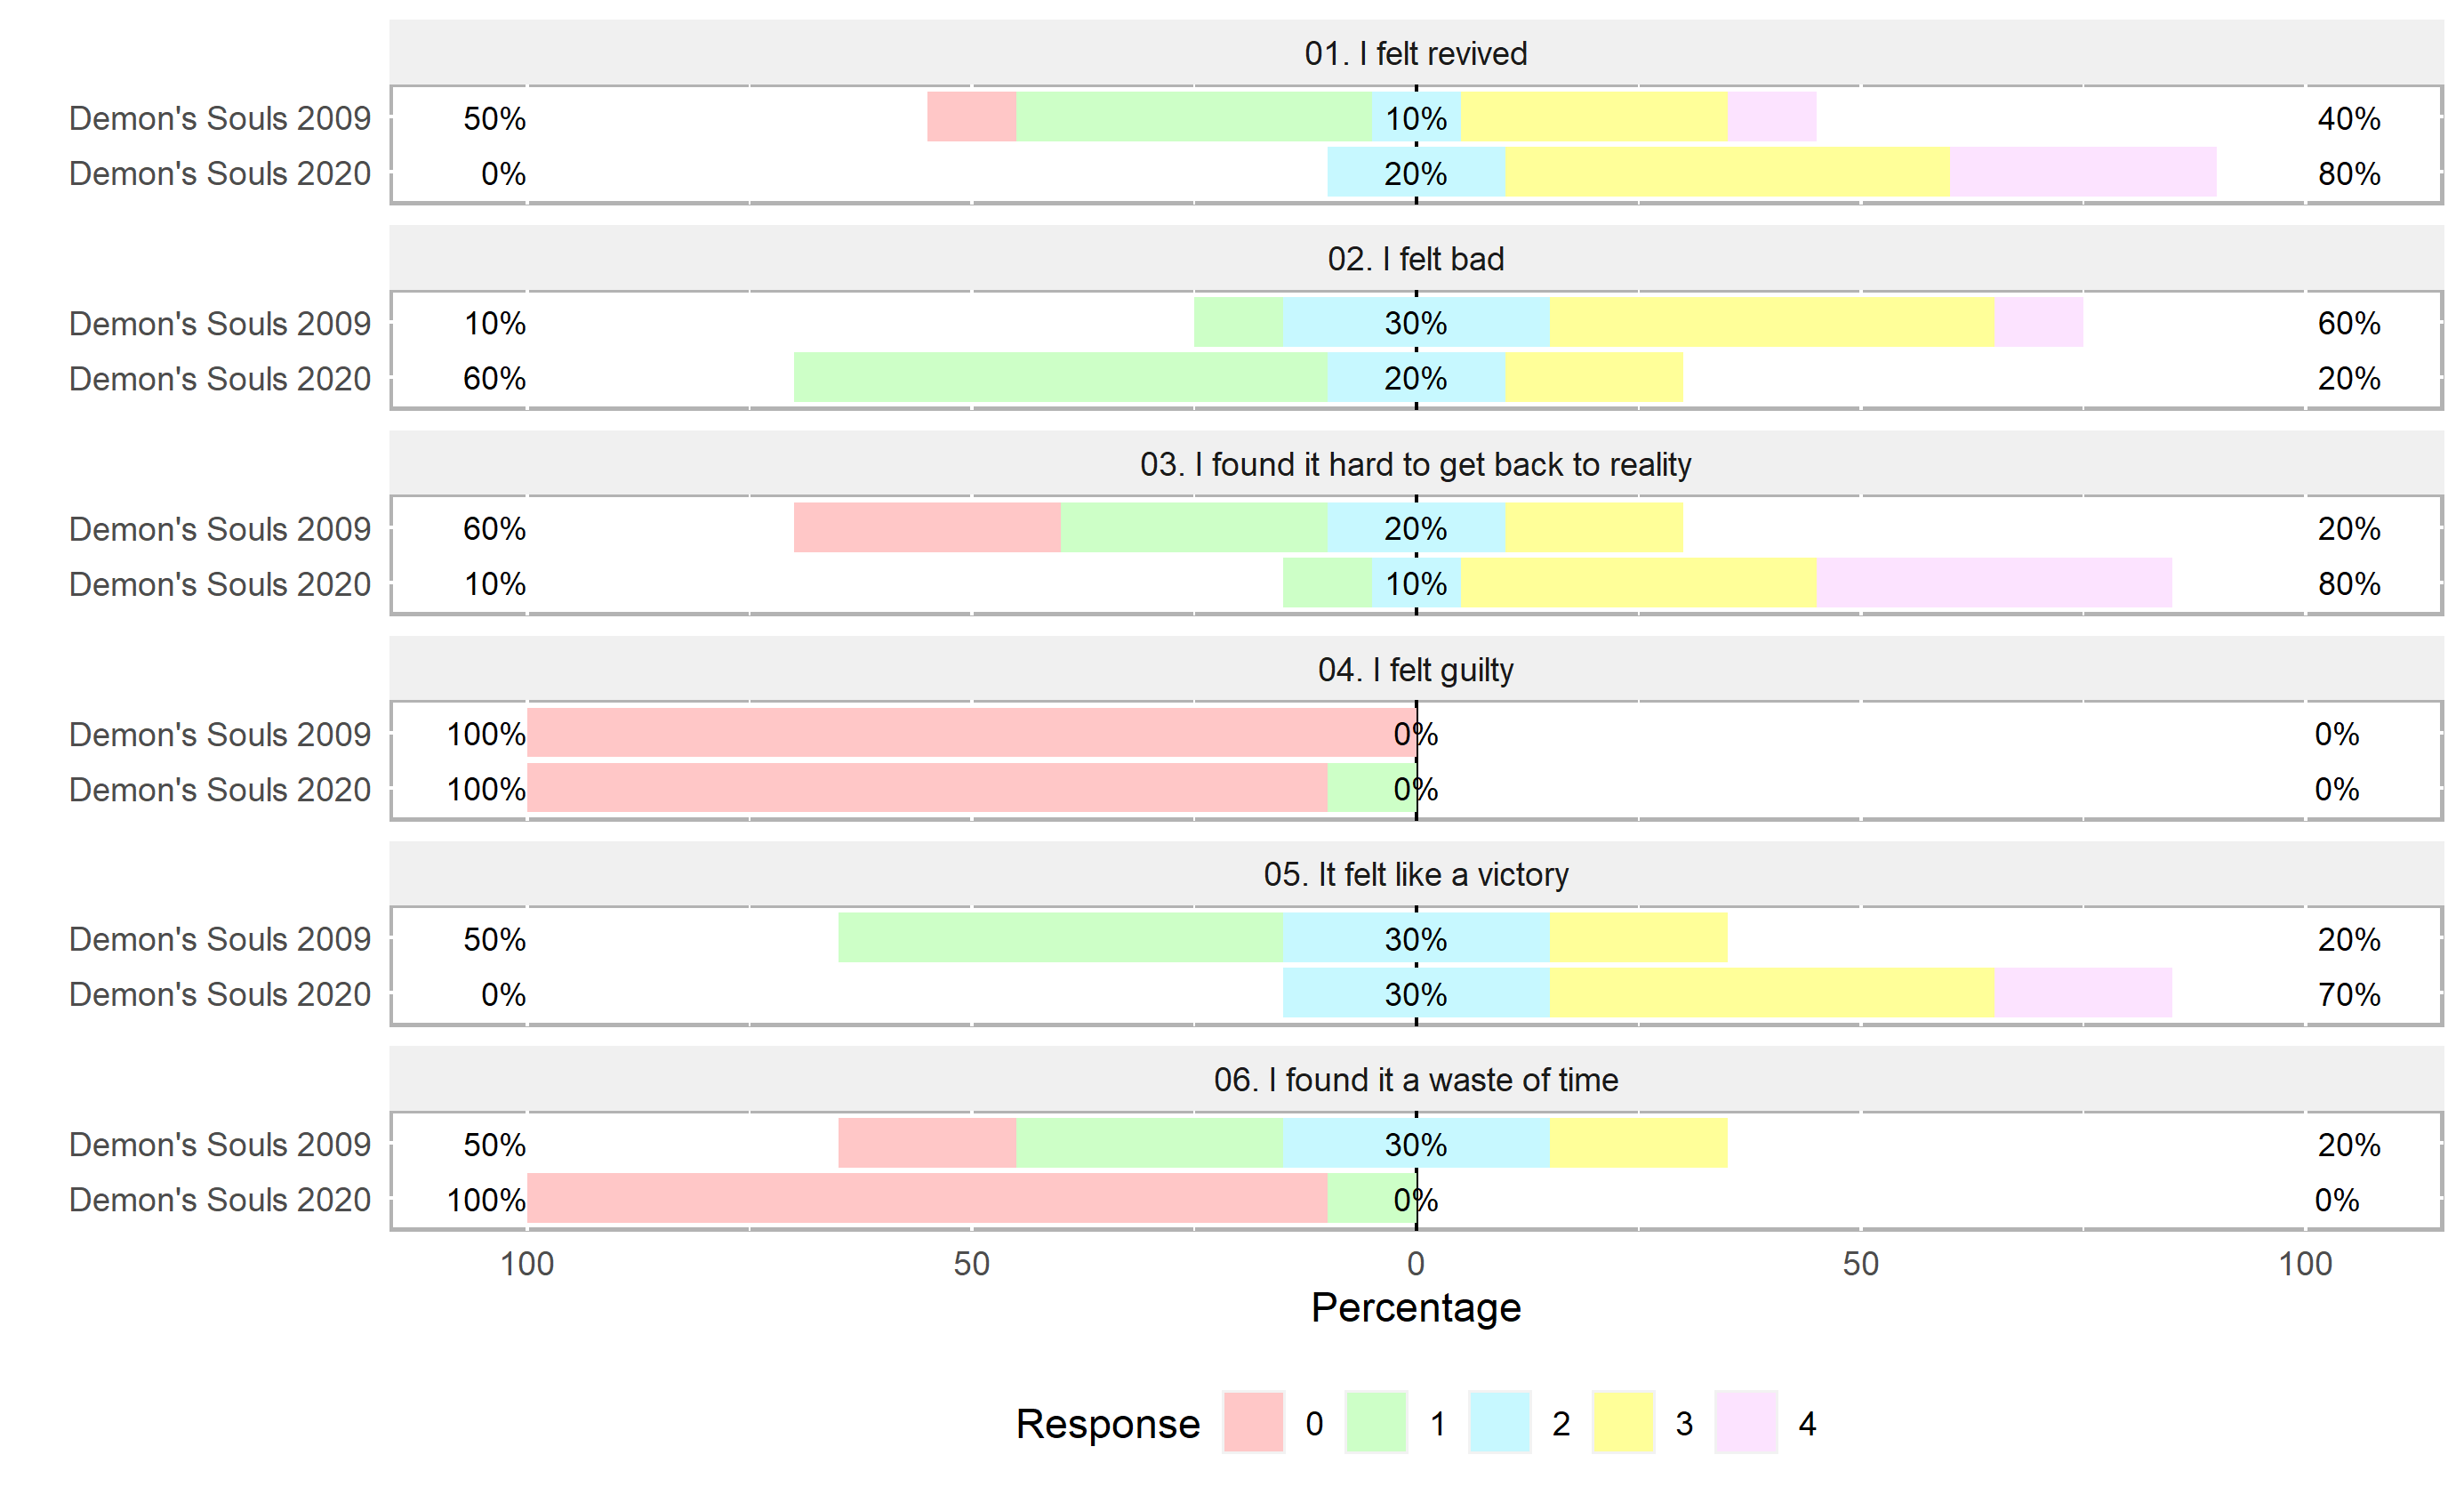 01. I felt revived
Demon's Souls 2009 50% 10% 40%
Demon's Souls 2020 0% 20% 80%
02. I felt bad
Demon's Souls 2009 10% 30% 60%
Demon's Souls 2020 60% 20% 20%
03. I found it hard to get back to reality
Demon's Souls 2009 60% 20% 20%
Demon's Souls 2020 10% 10% 80%
04. I felt guilty
Demon's Souls 2009 100% 0% 0%
Demon's Souls 2020 100% 0% 0%
05. It felt like a victory
Demon's Souls 2009 50% 30% 20%
Demon's Souls 2020 0% 30% 70%
06. I found it a waste of time
Demon's Souls 2009 50% 30% 20%
Demon's Souls 2020 100% 0% 0%
100 50 0 50 100
Percentage
Response 0 1 2 3 4